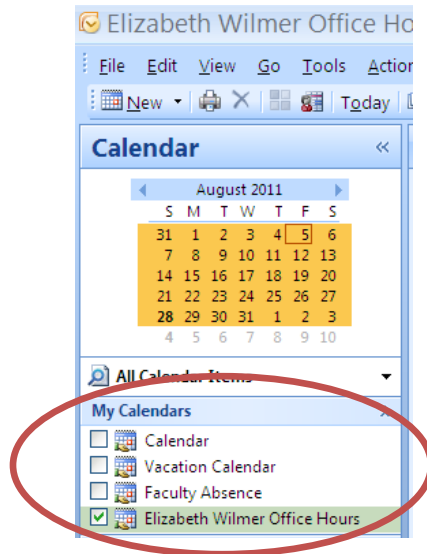 Elizabeth Wilmer Office Ho
File Edit View Go Tools Actio
New Today
Calendar «
August 2011
S M T W T F S
31 1 2 3 4 5 6
7 8 9 10 11 12 13
14 15 16 17 18 19 20
21 22 23 24 25 26 27
28 29 30 31 1 2 3
4 5 6 7 8 9 10
All Calendar Items
My Calendars
Calendar
Vacation Calendar
Faculty Absence
Elizabeth Wilmer Office Hours